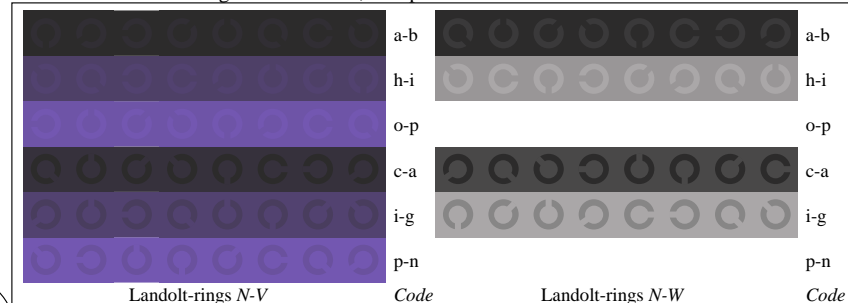 a-b a-b
h-i h-i
o-p o-p
c-a c-a
i-g i-g
p-n p-n
Landolt-rings N-V Code Landolt-rings N-W Code